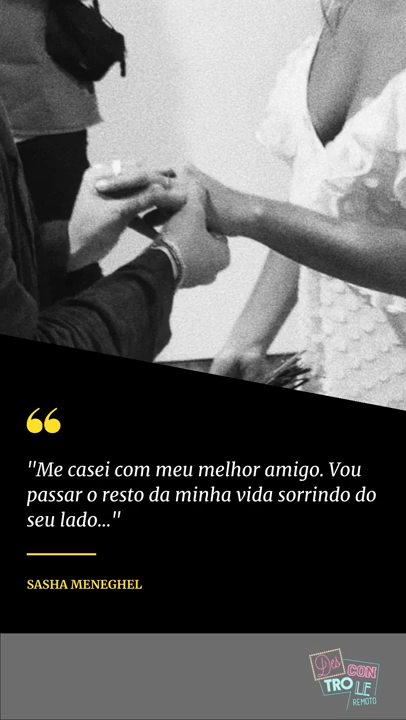 "Me casei com meu melhor amigo. Vou
passar o resto da minha vida sorrindo do
seu lado..."
SASHA MENEGHEL
Des
CON
TRO LE
REMOTO